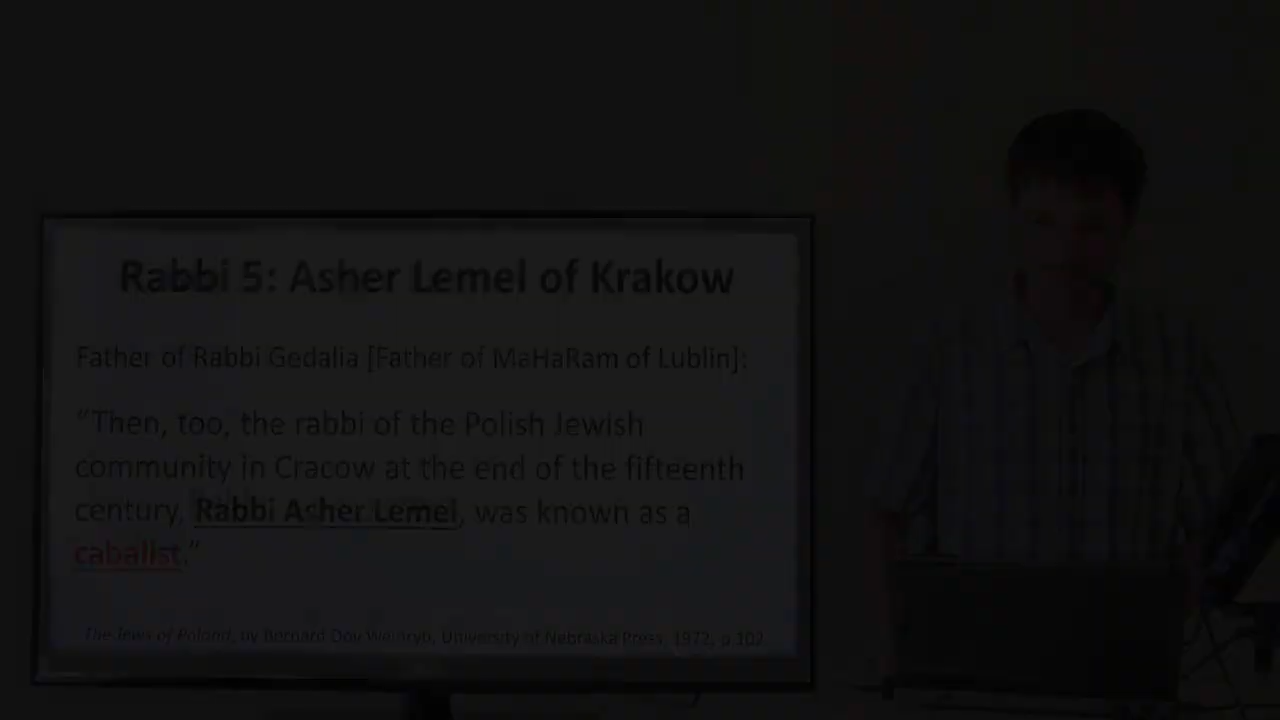 Rabbi 5: Asher Lemel of Krakow
Father of Rabbi Gedalia [Father of MaHaRam of Lublin]:
“Then, too, the rabbi of the Polish Jewish
community in Cracow at the end of the fifteenth
century, Rabbi Asher Lemel, was known as a
cabalist.”
The Jews of Poland, by Bernard Dov Weinryb, University of Nebraska Press, 1972, p.102